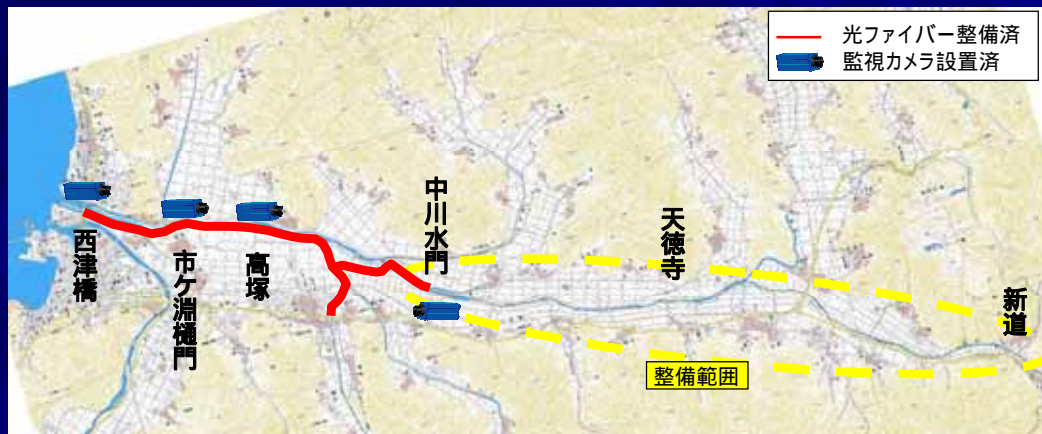 光ファイバー整備済
監視カメラ設置済
西津橋
市ケ淵樋門
高塚
中川水門
天徳寺
新道
整備範囲